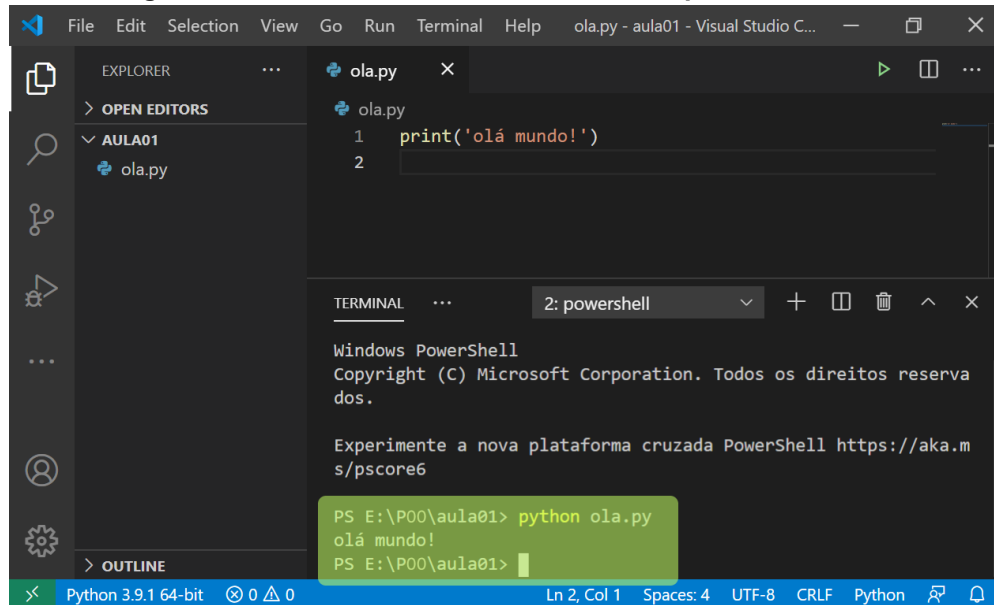 File Edit Selection View Go Run Terminal Help ola.py - aula01 - Visual Studio C...
EXPLORER ...
OPEN EDITORS
AULA01
ola.py
OUTLINE
ola.py
ola.py
1 print('olá mundo!')
2
TERMINAL ... 2: powershell
Windows PowerShell
Copyright (C) Microsoft Corporation. Todos os direitos reserva
dos.
Experimente a nova plataforma cruzada PowerShell https://aka.m
s/pscore6
PS E:\POO\aula01> python ola.py
olá mundo!
PS E:\POO\aula01>
Python 3.9.1 64-bit 0 0 Ln 2, Col 1 Spaces: 4 UTF-8 CRLF Python